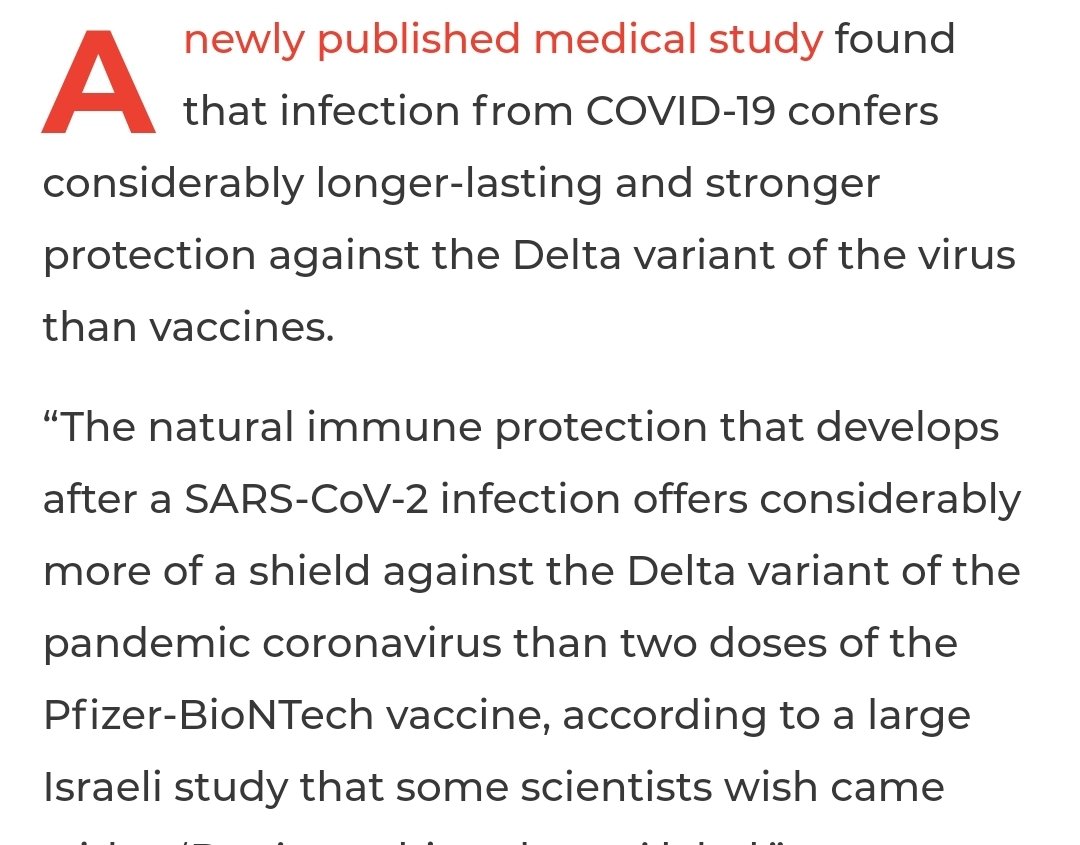 A newly published medical study found
that infection from COVID-19 confers
considerably longer-lasting and stronger
protection against the Delta variant of the virus
than vaccines.
“The natural immune protection that develops
after a SARS-CoV-2 infection offers considerably
more of a shield against the Delta variant of the
pandemic coronavirus than two doses of the
Pfizer-BioNTech vaccine, according to a large
Israeli study that some scientists wish came